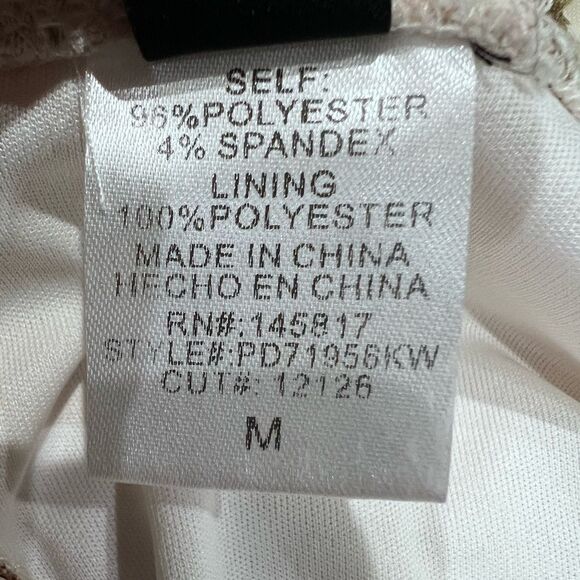 SELF:
96%POLYESTER
4% SPANDEX
LINING
100%POLYESTER
MADE IN CHINA
HECHO EN CHINA
RN#:145817
STYLE#:PD71956KW
CUT#: 12126
M